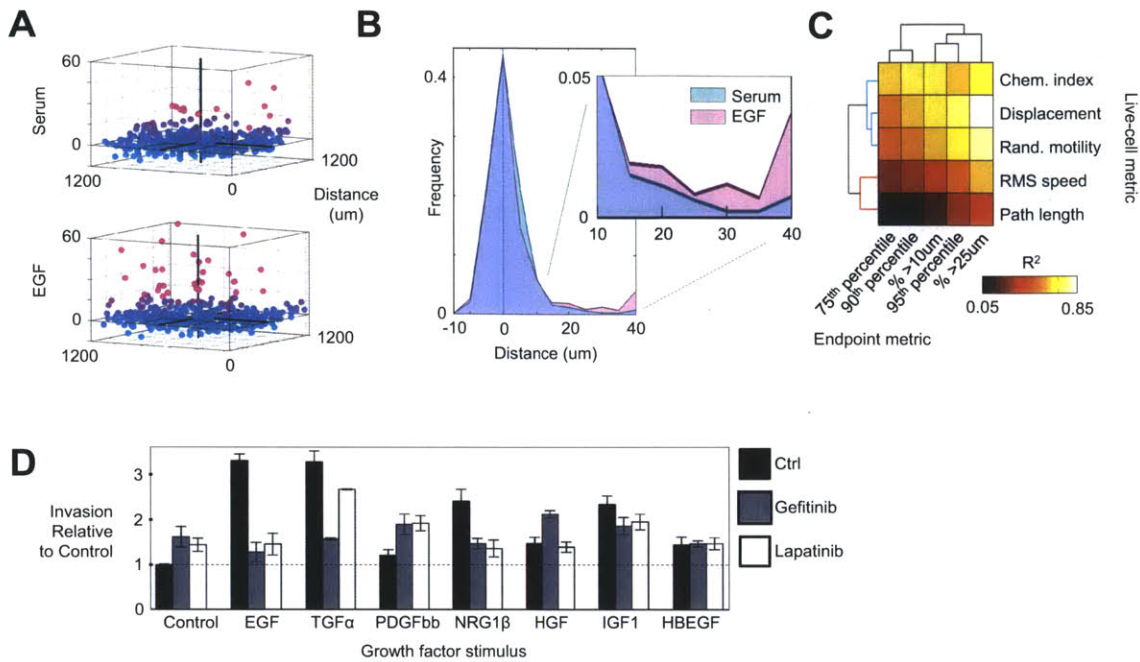 A
60
Serum
0
1200
0
1200
Distance
(um)
60
EGF
0
1200
0
1200
B
0.4
Frequency
0
-10
0
20
40
Distance (um)
0.05
Serum
EGF
0
10
20
30
40
C
Chem. index
Displacement
Rand. motility
RMS speed
Path length
Live-cell metric
75th percentile
90th percentile
% >10um
95th percentile
% >25um
R2
0.05
0.85
Endpoint metric
D
3
2
1
0
Invasion
Relative
to Control
Control
EGF
TGFα
PDGFbb
NRG1β
HGF
IGF1
HBEGF
Growth factor stimulus
Ctrl
Gefitinib
Lapatinib